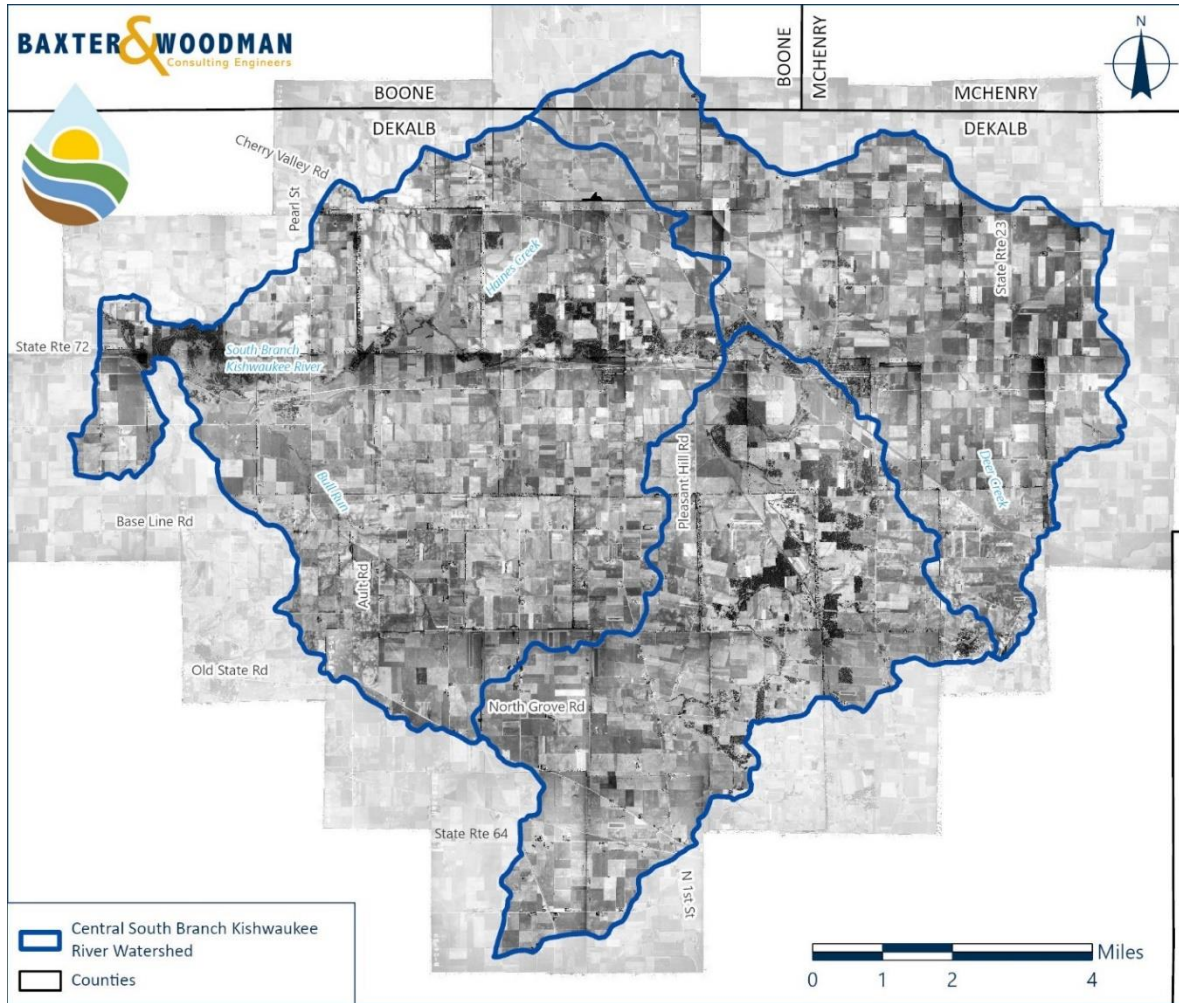 BAXTER & WOODMAN
Consulting Engineers
BOONE
MCHENRY
N
BOONE
MCHENRY
DEKALB
DEKALB
Cherry Valley Rd
Pearl St
State Rte 23
Haines Creek
State Rte 72
South Branch
Kishwaukee River
Pleasant Hill Rd
Deer Creek
Bull Run
Base Line Rd
Ault Rd
Old State Rd
North Grove Rd
State Rte 64
N 1st St
Central South Branch Kishwaukee
River Watershed
Counties
Miles
0 1 2 4